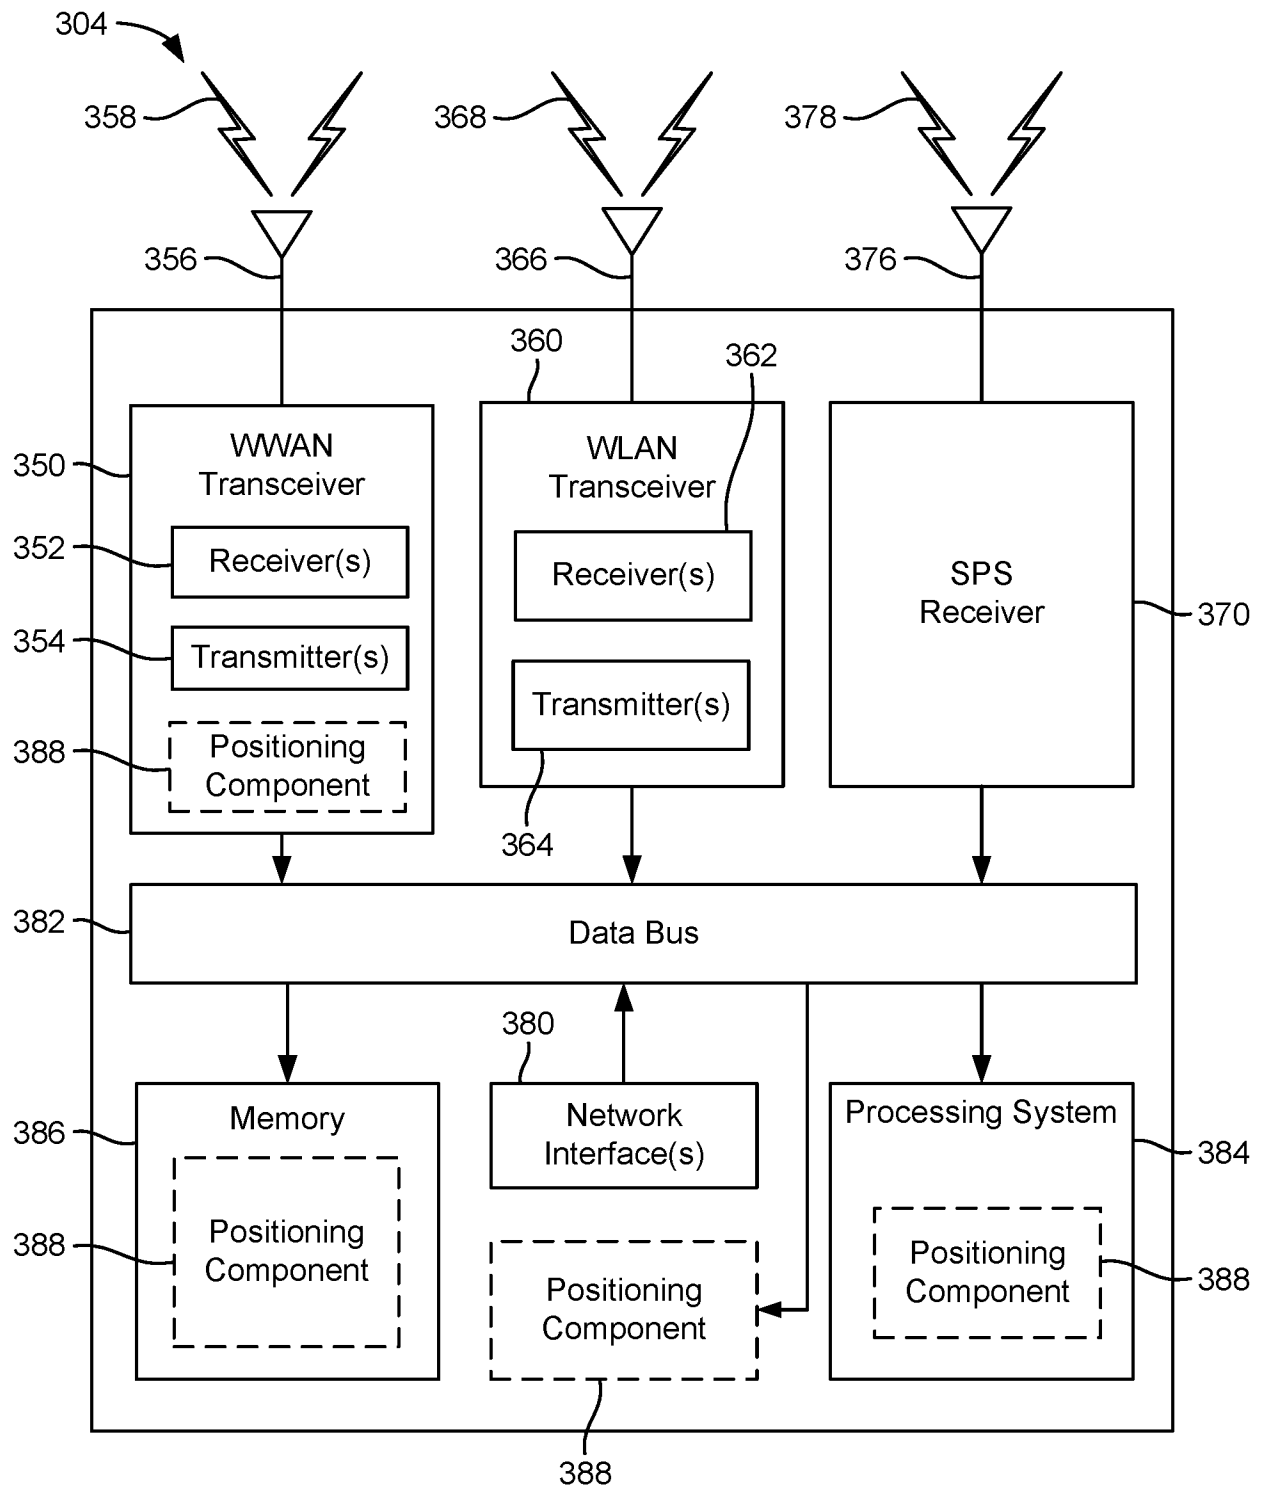 304
358
368
378
356
366
376
360
362
WWAN
Transceiver
WLAN
Transceiver
350
352
Receiver(s)
Receiver(s)
SPS
Receiver
370
354
Transmitter(s)
Transmitter(s)
388
Positioning
Component
364
382
Data Bus
380
386
Memory
Network
Interface(s)
Processing System
384
388
Positioning
Component
Positioning
Component
Positioning
Component
388
388